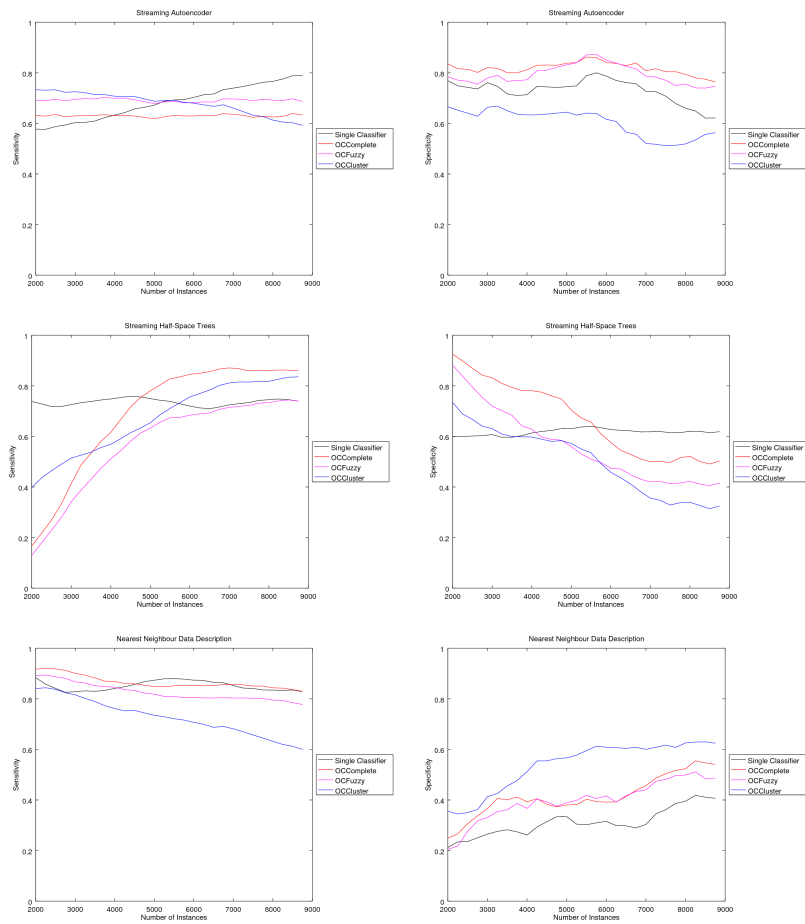 Streaming Autoencoder
1
0.8
0.6
0.4
0.2
0
Sensitivity
2000 3000 4000 5000 6000 7000 8000 9000
Number of Instances
Single Classifier
OCComplete
OCFuzzy
OCCluster
Streaming Autoencoder
1
0.8
0.6
0.4
0.2
0
Specificity
2000 3000 4000 5000 6000 7000 8000 9000
Number of Instances
Single Classifier
OCComplete
OCFuzzy
OCCluster
Streaming Half-Space Trees
1
0.8
0.6
0.4
0.2
0
Sensitivity
2000 3000 4000 5000 6000 7000 8000 9000
Number of Instances
Single Classifier
OCComplete
OCFuzzy
OCCluster
Streaming Half-Space Trees
1
0.8
0.6
0.4
0.2
0
Specificity
2000 3000 4000 5000 6000 7000 8000 9000
Number of Instances
Single Classifier
OCComplete
OCFuzzy
OCCluster
Nearest Neighbour Data Description
1
0.8
0.6
0.4
0.2
0
Sensitivity
2000 3000 4000 5000 6000 7000 8000 9000
Number of Instances
Single Classifier
OCComplete
OCFuzzy
OCCluster
Nearest Neighbour Data Description
1
0.8
0.6
0.4
0.2
0
Specificity
2000 3000 4000 5000 6000 7000 8000 9000
Number of Instances
Single Classifier
OCComplete
OCFuzzy
OCCluster